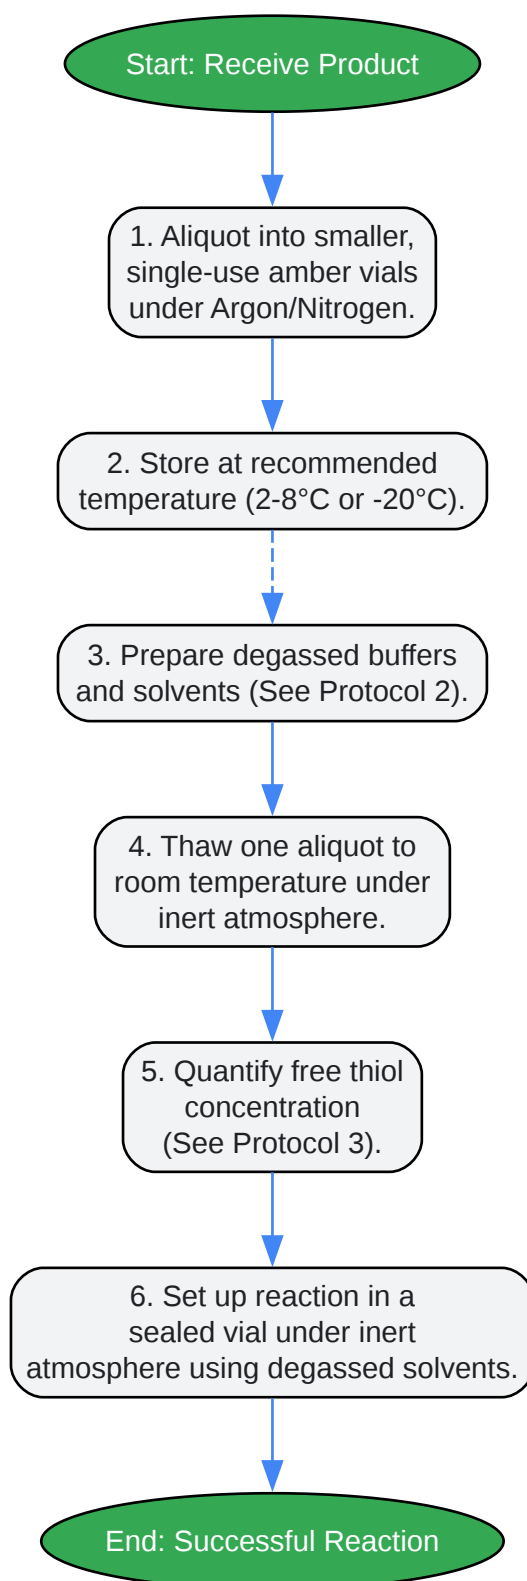 Start: Receive Product
1. Aliquot into smaller,
single-use amber vials
under Argon/Nitrogen.
2. Store at recommended
temperature (2-8°C or -20°C).
3. Prepare degassed buffers
and solvents (See Protocol 2).
4. Thaw one aliquot to
room temperature under
inert atmosphere.
5. Quantify free thiol
concentration
(See Protocol 3).
6. Set up reaction in a
sealed vial under inert
atmosphere using degassed solvents.
End: Successful Reaction